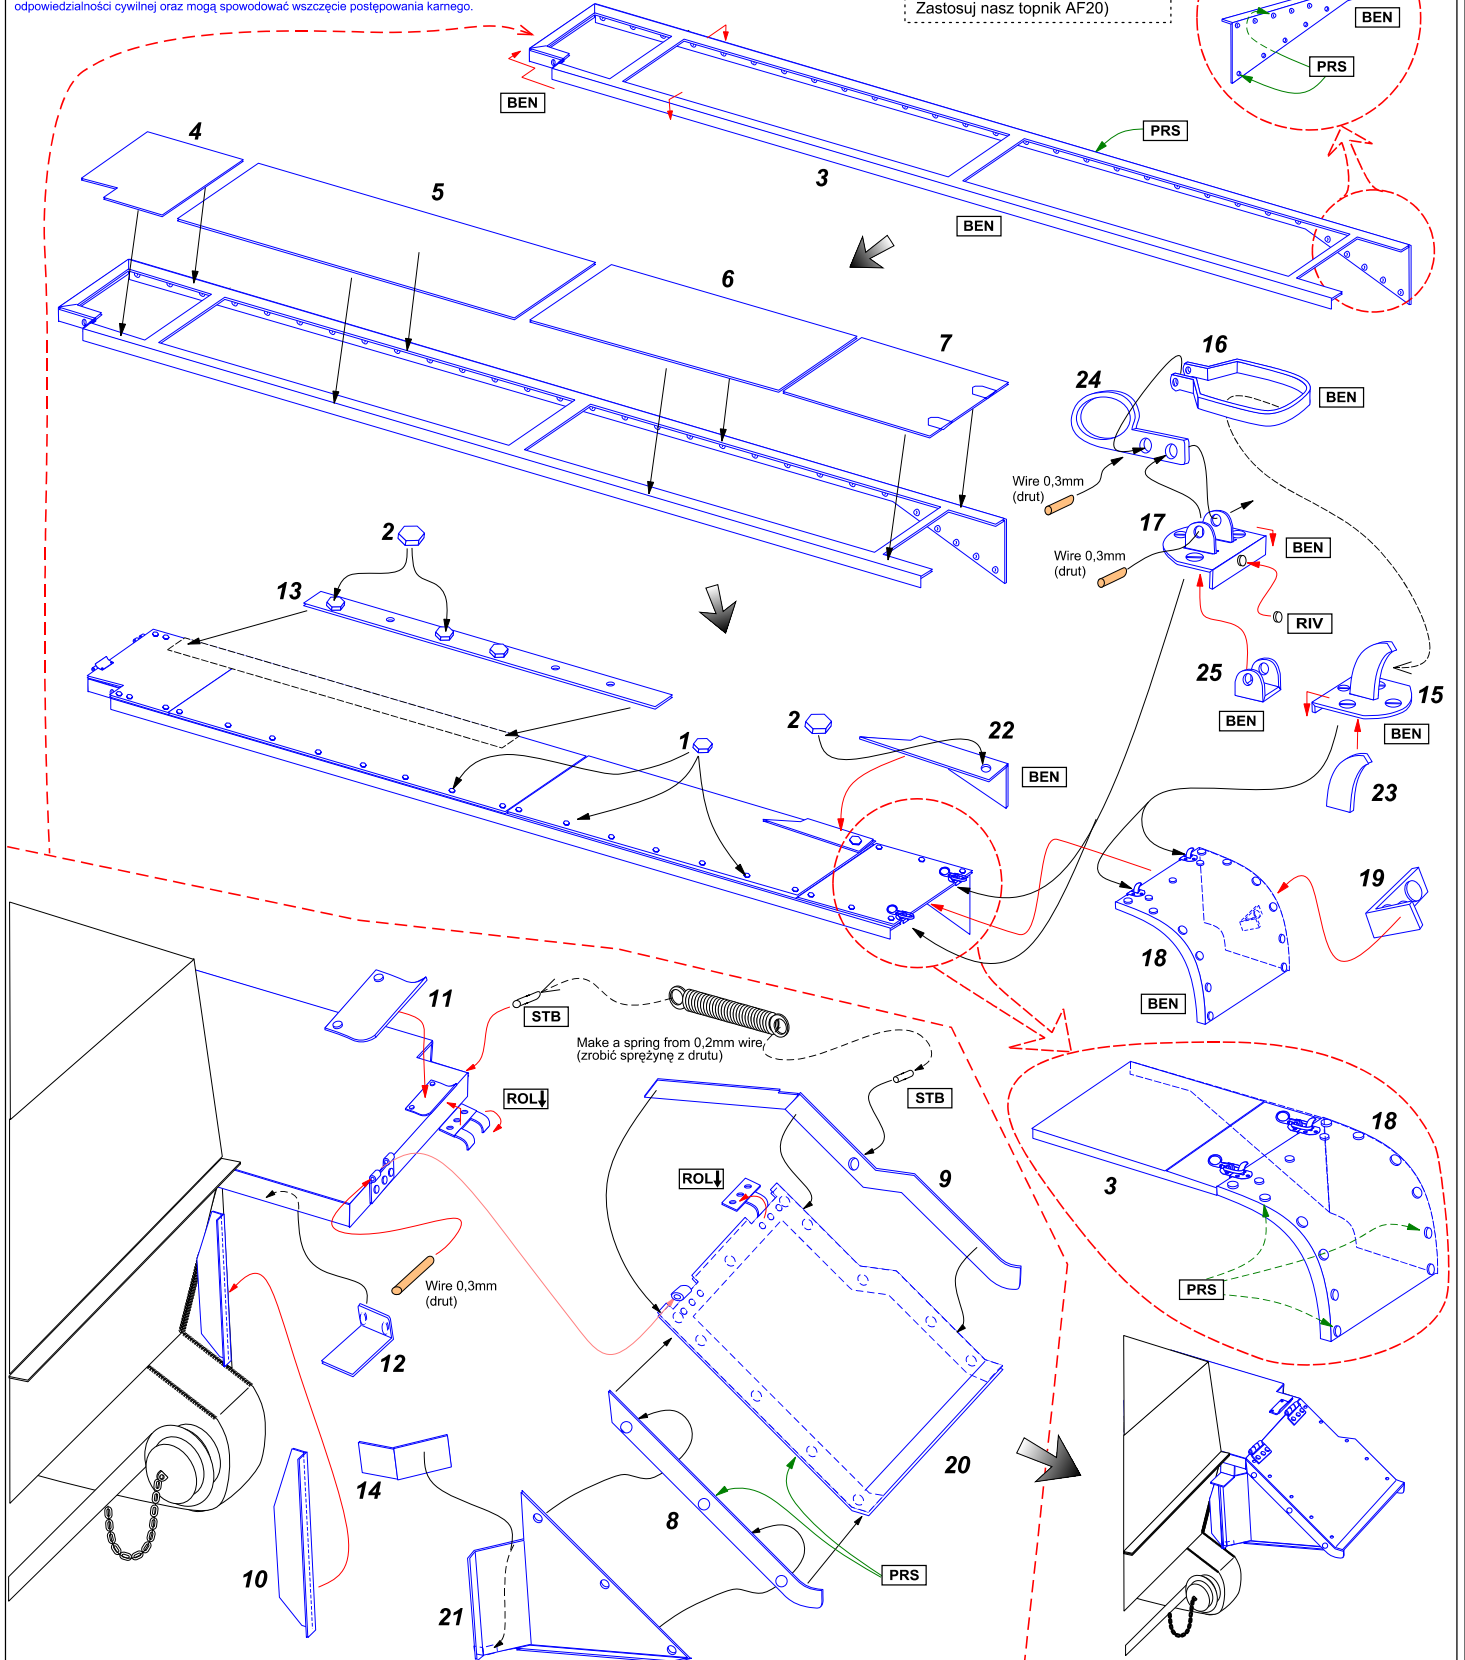 odpowiedzialności cywilnej oraz mogą spowodować wszczęcie postępowania karnego.
Zastosuj nasz topnik AF20)
BEN
PRS
BEN
PRS
4
5
3
BEN
6
7
16
24
BEN
Wire 0,3mm
(drut)
17
2
BEN
Wire 0,3mm
(drut)
13
RIV
25
15
BEN
BEN
2
22
1
BEN
23
19
18
BEN
11
STB
Make a spring from 0,2mm wire
(zrobić sprężynę z drutu)
ROL
STB
18
ROL
9
3
Wire 0,3mm
(drut)
PRS
12
14
20
8
10
PRS
21